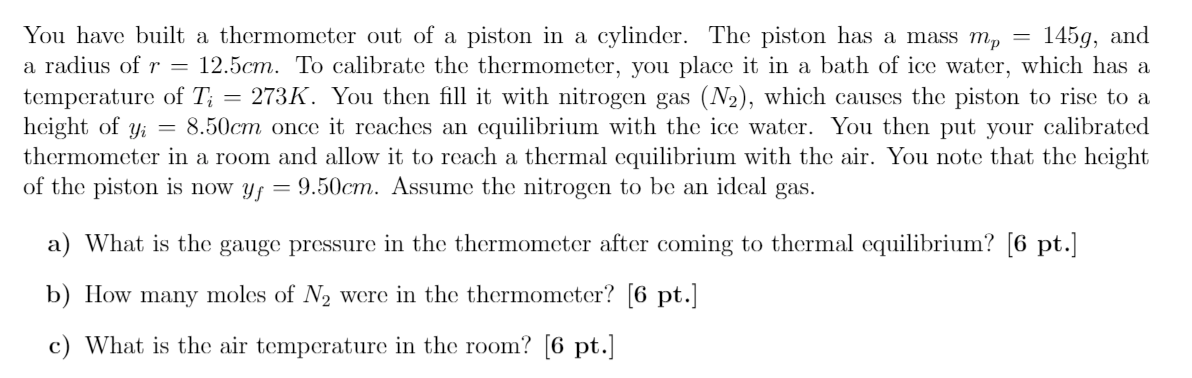 You have built a thermometer out of a piston in a cylinder. The piston has a mass mₚ = 145g, and
a radius of r = 12.5cm. To calibrate the thermometer, you place it in a bath of ice water, which has a
temperature of Tᵢ = 273K. You then fill it with nitrogen gas (N₂), which causes the piston to rise to a
height of yᵢ = 8.50cm once it reaches an equilibrium with the ice water. You then put your calibrated
thermometer in a room and allow it to reach a thermal equilibrium with the air. You note that the height
of the piston is now y_f = 9.50cm. Assume the nitrogen to be an ideal gas.
a) What is the gauge pressure in the thermometer after coming to thermal equilibrium? [6 pt.]
b) How many moles of N₂ were in the thermometer? [6 pt.]
c) What is the air temperature in the room? [6 pt.]